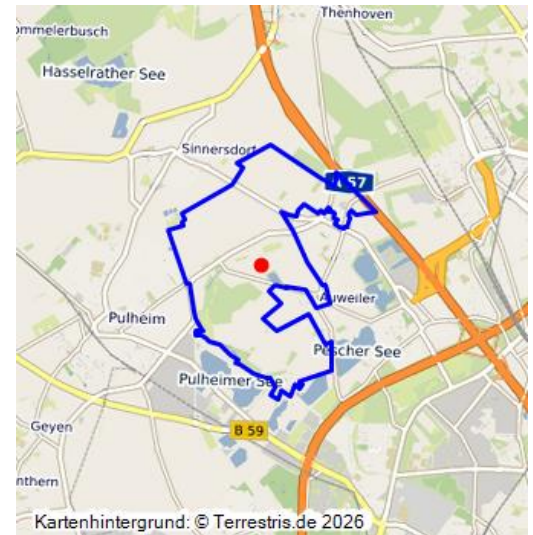 Thenhoven
ommelerbusch
Hasselrather See
Sinnersdorf
57
Auweiler
Pulheim
Pescher See
Pulheimer See
B 59
Geyen
nthern
Kartenhintergrund: © Terrestris.de 2026